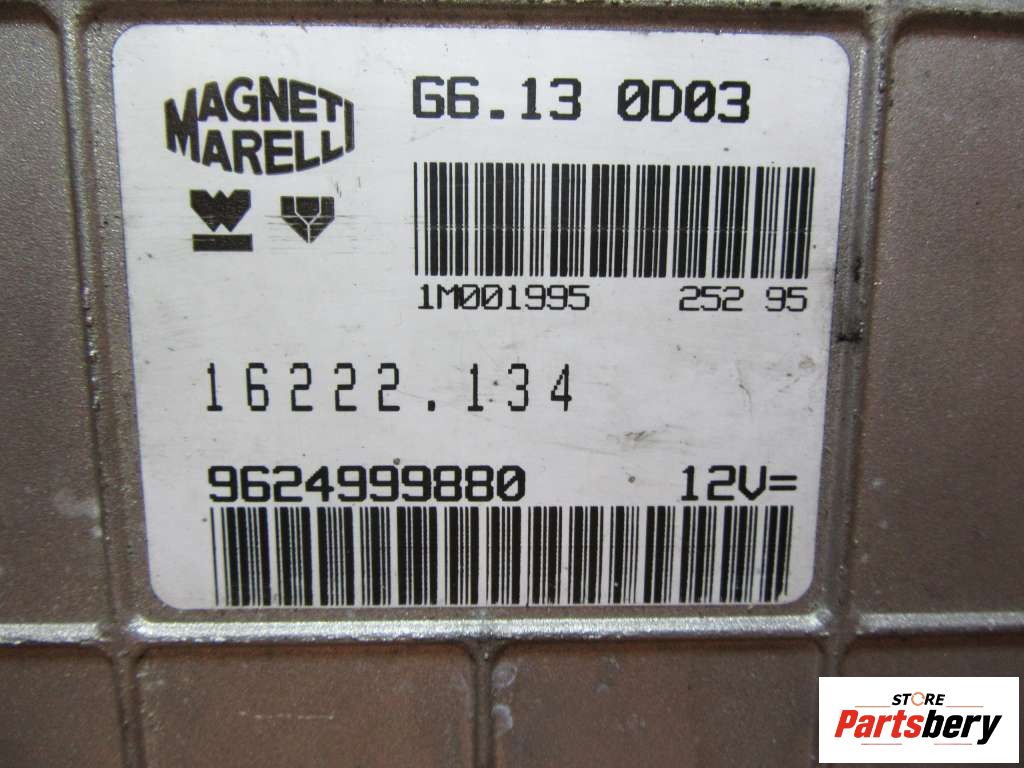 MAGNETI
MARELLI
G6.13 0D03
1M001995 252 95
16222.134
9624999880 12V=
STORE
Partsbery